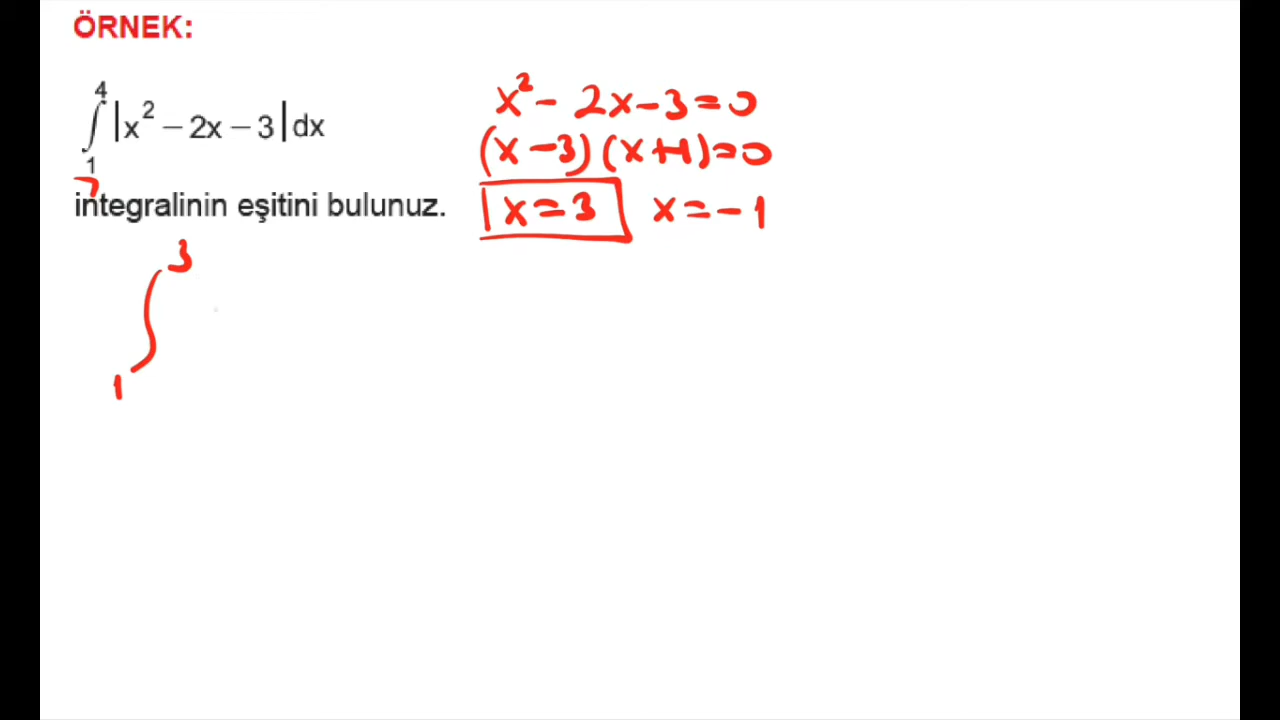 ÖRNEK:
4
∫|x² – 2x – 3|dx
1
integralinin eşitini bulunuz.
x² – 2x – 3 = 0
(x – 3)(x + 1) = 0
x = 3 x = – 1
3
∫
1